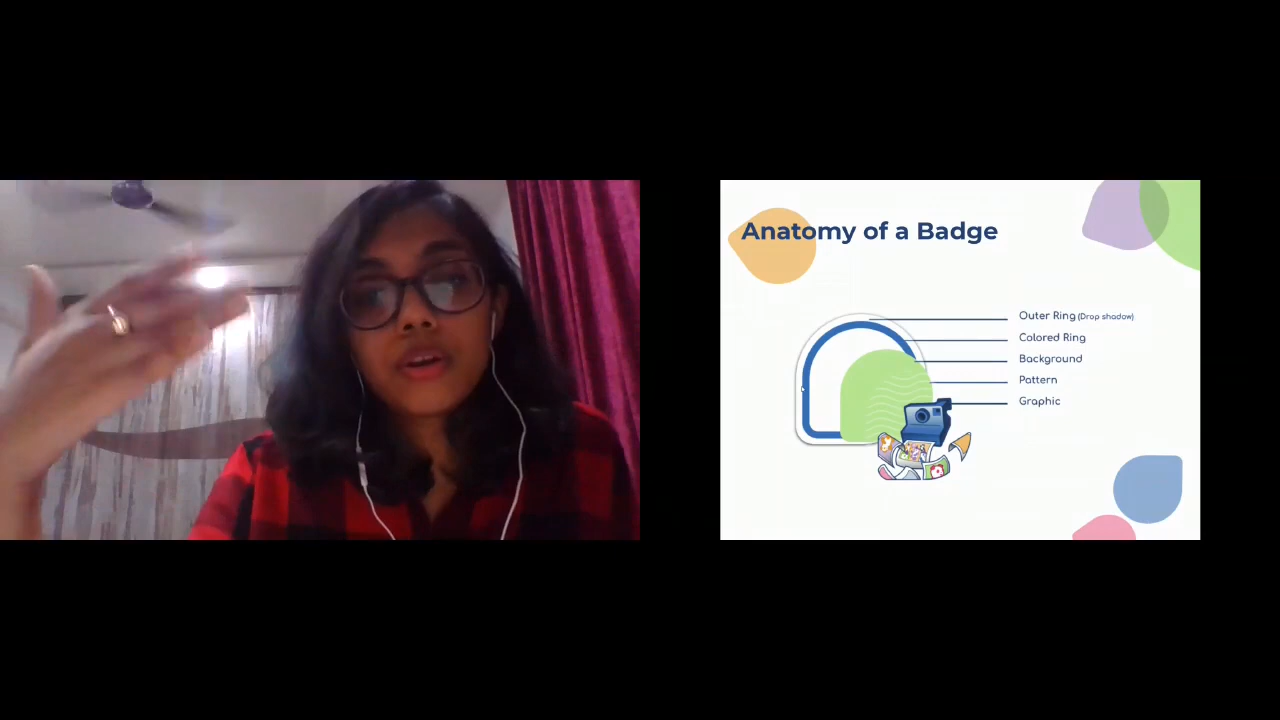 Anatomy of a Badge
Outer Ring (Drop shadow)
Colored Ring
Background
Pattern
Graphic